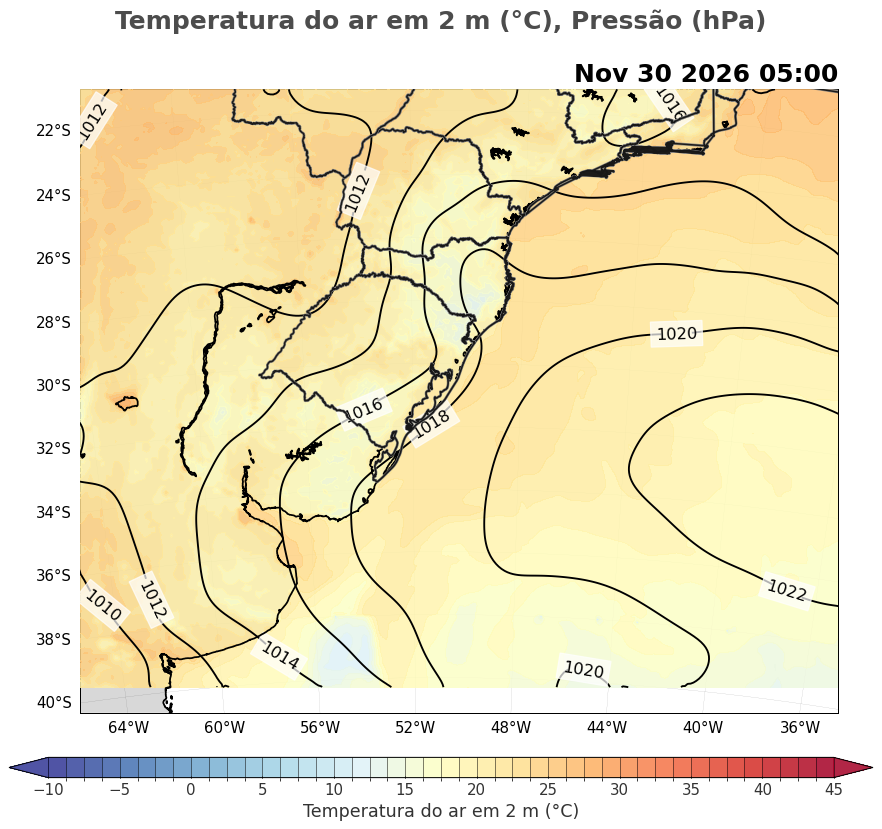 Temperatura do ar em 2 m (°C), Pressão (hPa)
Nov 30 2026 05:00
1012
1016
22°S
24°S
1012
26°S
28°S
1020
30°S
1016
1018
32°S
34°S
36°S
1010
1012
1022
38°S
1014
1020
40°S
64°W 60°W 56°W 52°W 48°W 44°W 40°W 36°W
−10 −5 0 5 10 15 20 25 30 35 40 45
Temperatura do ar em 2 m (°C)